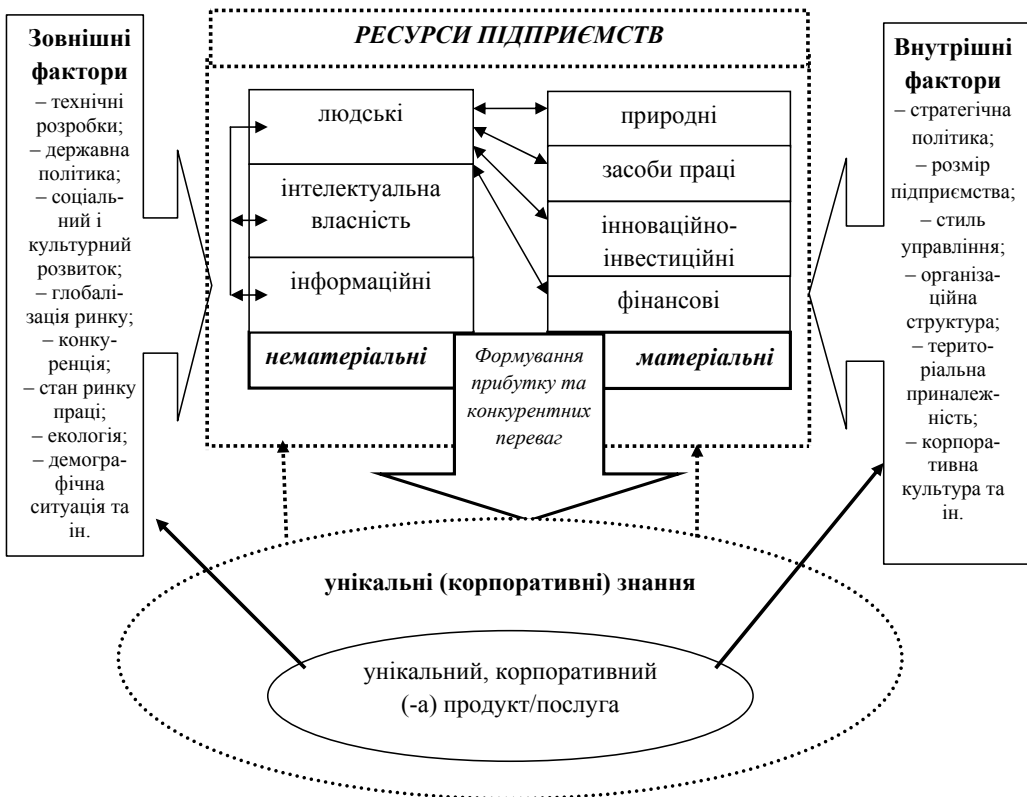 Зовнішні
фактори
– технічні
розробки;
– державна
політика;
– соціаль-
ний і
культурний
розвиток;
– глобалі-
зація ринку;
– конку-
ренція;
– стан ринку
праці;
– екологія;
– демогра-
фічна
ситуація та
ін.
РЕСУРСИ ПІДПРИЄМСТВ
людські
інтелектуальна
власність
інформаційні
нематеріальні
природні
засоби праці
інноваційно-
інвестиційні
фінансові
матеріальні
Формування
прибутку та
конкурентних
переваг
Внутрішні
фактори
– стратегічна
політика;
– розмір
підприємства;
– стиль
управління;
– організа-
ційна
структура;
– терито-
ріальна
приналеж-
ність;
– корпора-
тивна
культура та
ін.
унікальні (корпоративні) знання
унікальний, корпоративний
(-а) продукт/послуга